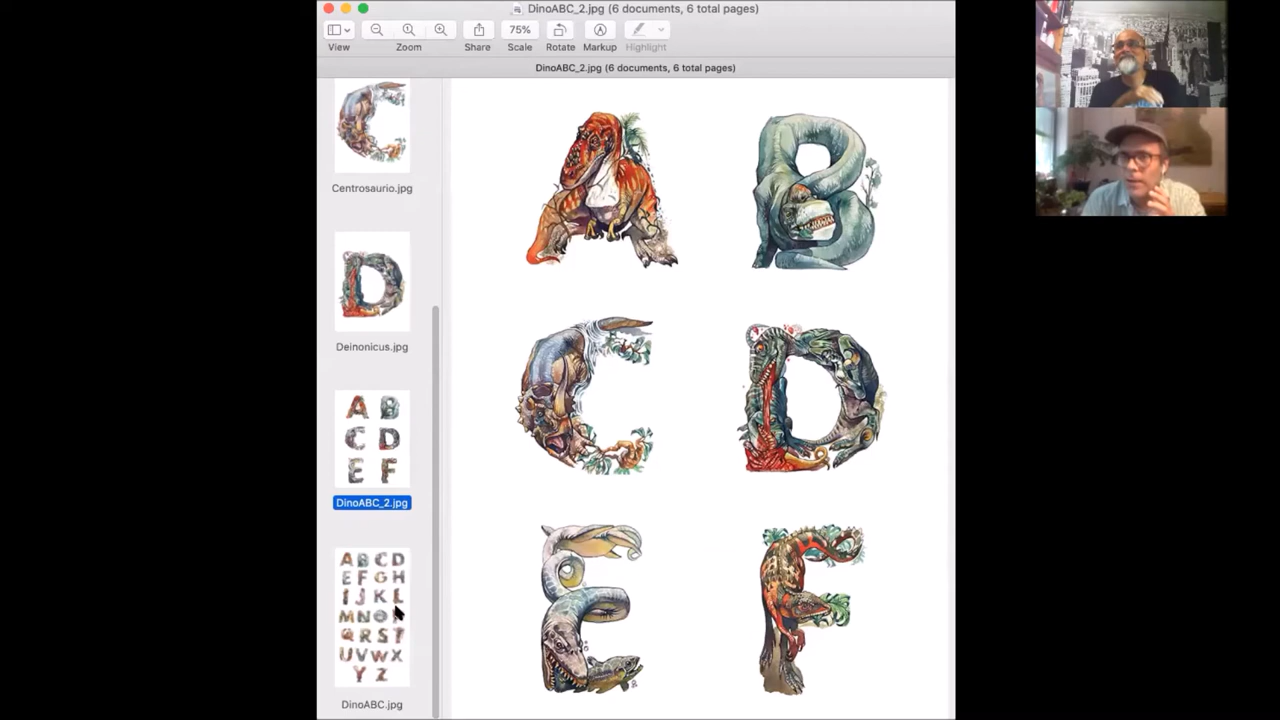 DinoABC_2.jpg (6 documents, 6 total pages)
75%
View
Zoom
Share
Scale
Rotate
Markup
Highlight
DinoABC_2.jpg (6 documents, 6 total pages)
C
Centrosaurio.jpg
D
Deinonicus.jpg
A B
C D
E F
DinoABC_2.jpg
A B C D
E F G H
I J K L
M N O
Q R S T
U V W X
Y Z
DinoABC.jpg
A B
C D
E F